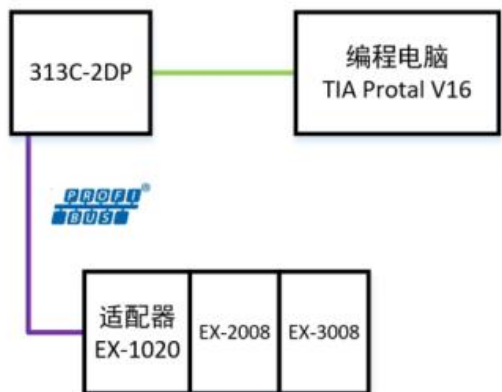 313C-2DP
编程电脑
TIA Protal V16
PROFI
BUS
®
适配器
EX-1020
EX-2008
EX-3008